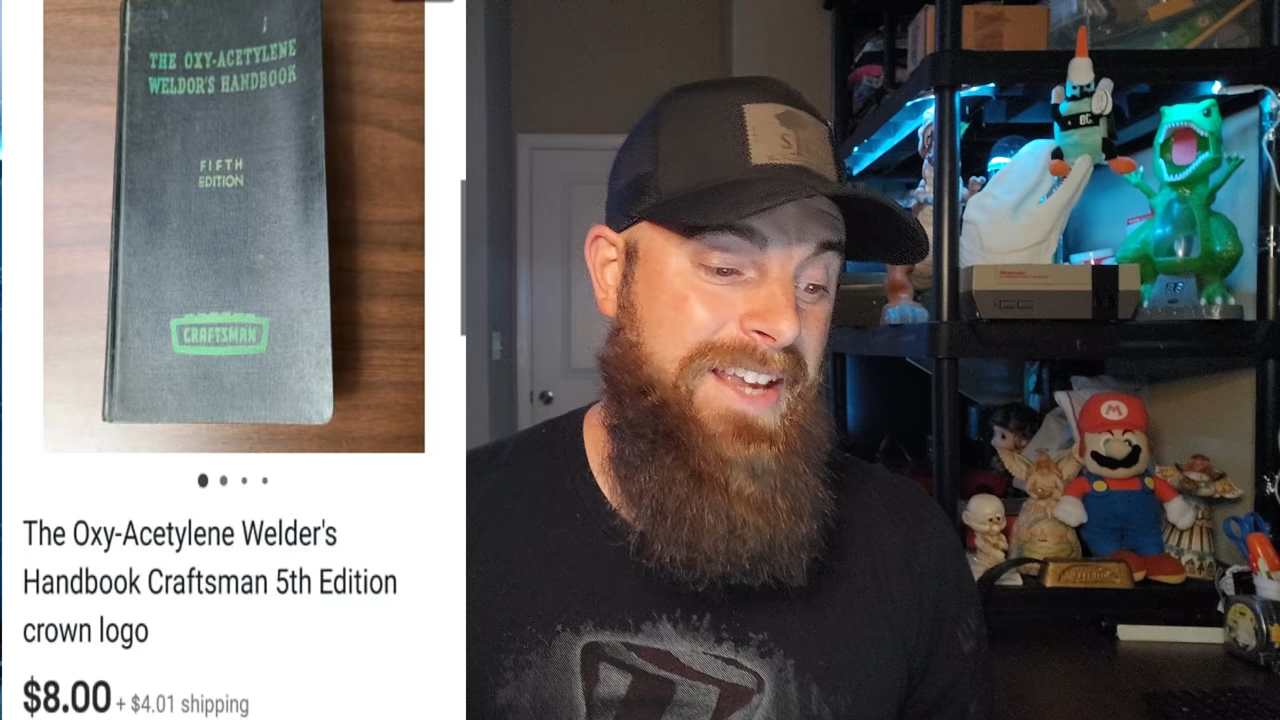 THE OXY-ACETYLENE
WELDOR'S HANDBOOK
FIFTH
EDITION
CRAFTSMAN
The Oxy-Acetylene Welder's
Handbook Craftsman 5th Edition
crown logo
$8.00 + $4.01 shipping
S
B.C.
Nintendo
M